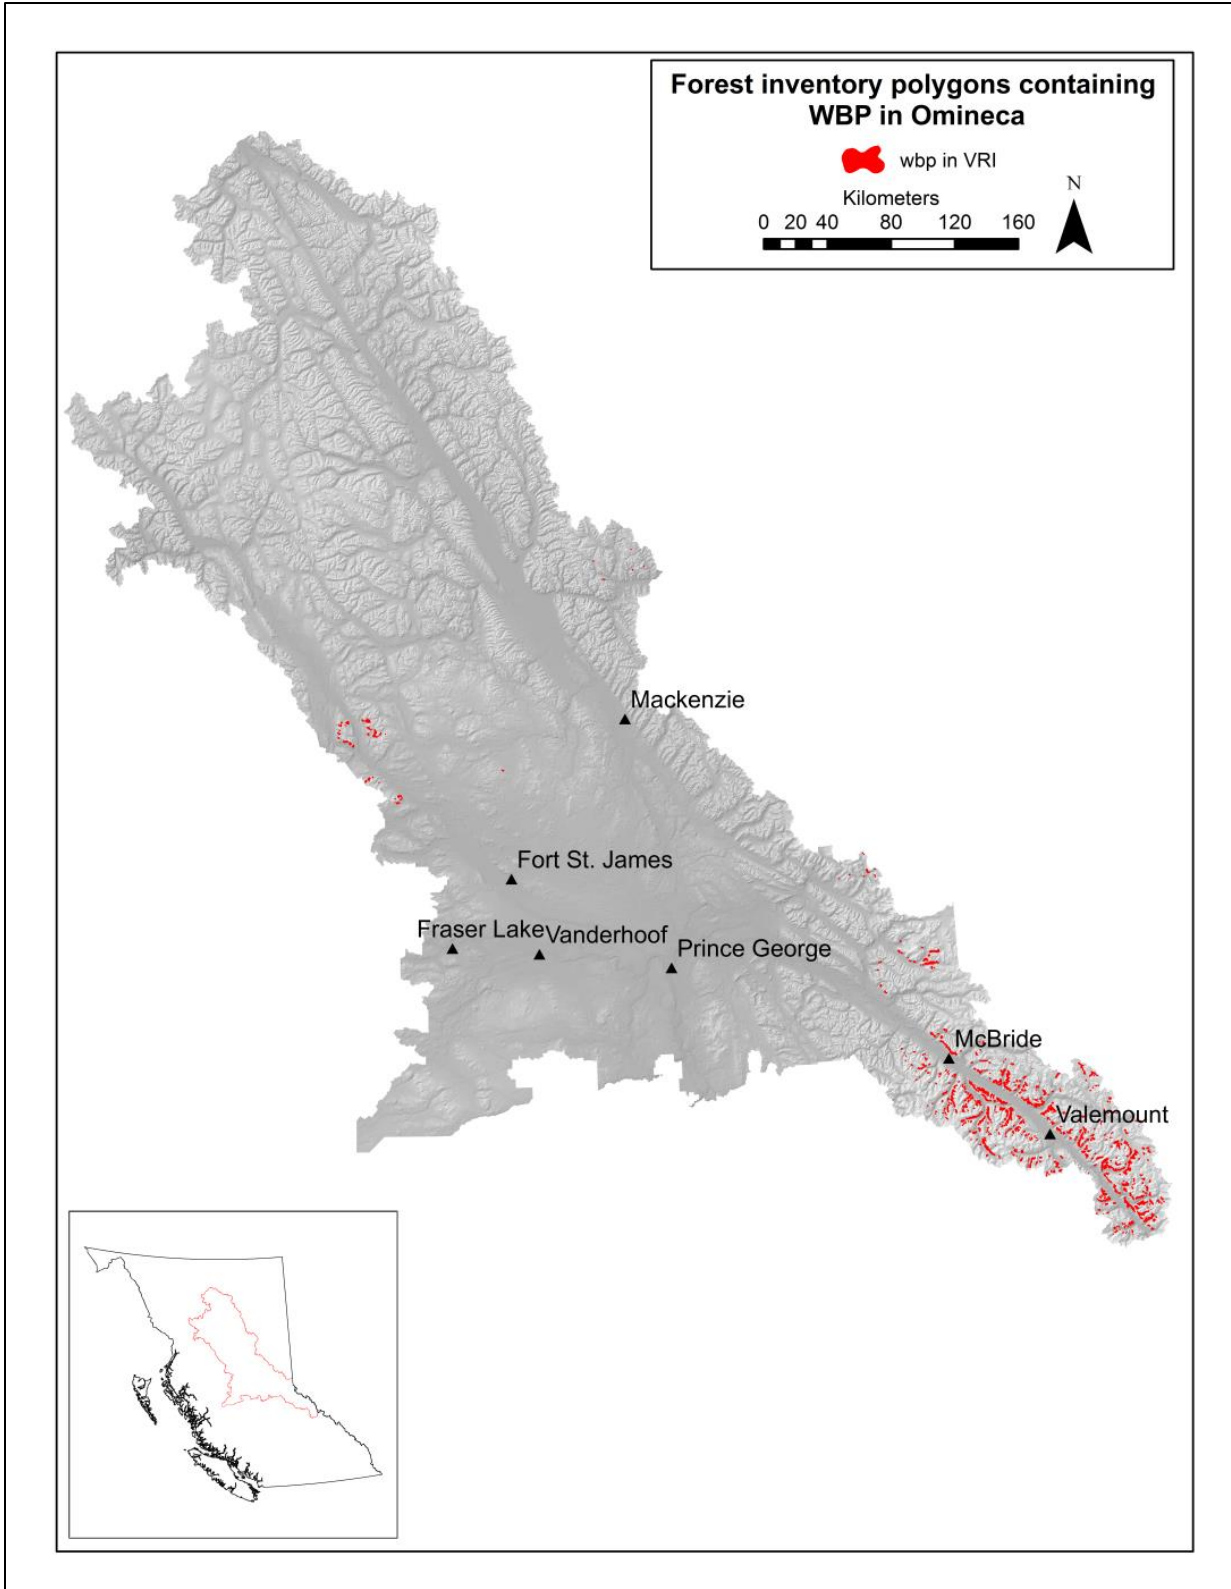 Forest inventory polygons containing
WBP in Omineca
wbp in VRI
N
Kilometers
0 20 40 80 120 160
Mackenzie
Fort St. James
Fraser Lake
Vanderhoof
Prince George
McBride
Valemount